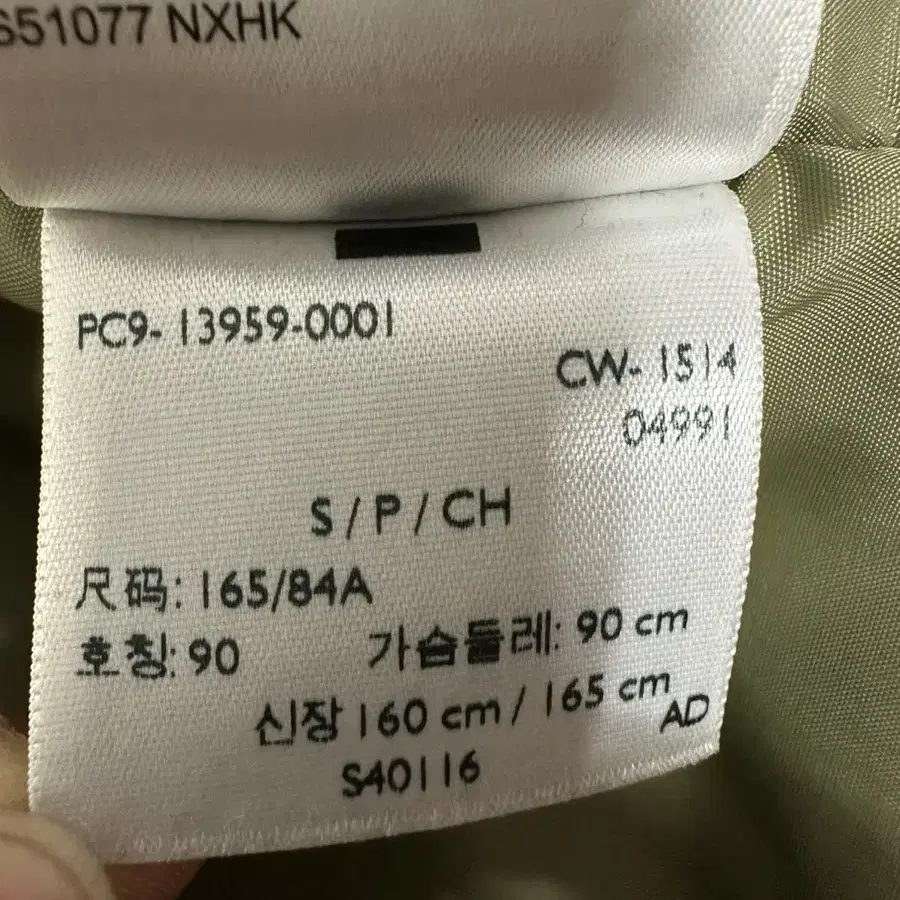 S51077 NXHK
PC9-13959-0001
CW-1514
04991
S / P / CH
尺码: 165/84A
호칭: 90 가슴둘레: 90 cm
신장 160 cm / 165 cm
AD
S40116